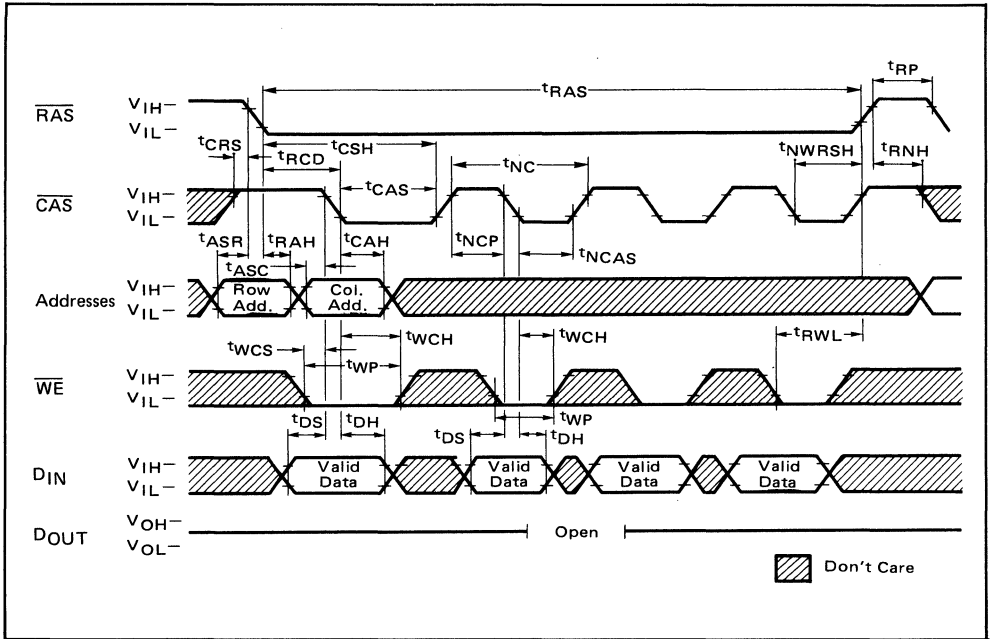 tRP
tRAS
RAS
VIH–
VIL–
tCRS
tRCD
tCSH
tNC
tNWRSH
tRNH
CAS
VIH–
VIL–
tCAS
tASR
tRAH
tCAH
tNCP
tNCAS
tASC
Addresses
VIH–
VIL–
Row
Add.
Col.
Add.
tWCS
tWCH
tWP
tWCH
tRWL
WE
VIH–
VIL–
tDS
tDH
tDS
tWP
tDH
DIN
VIH–
VIL–
Valid
Data
Valid
Data
Valid
Data
Valid
Data
DOUT
VOH–
VOL–
Open
Don't Care